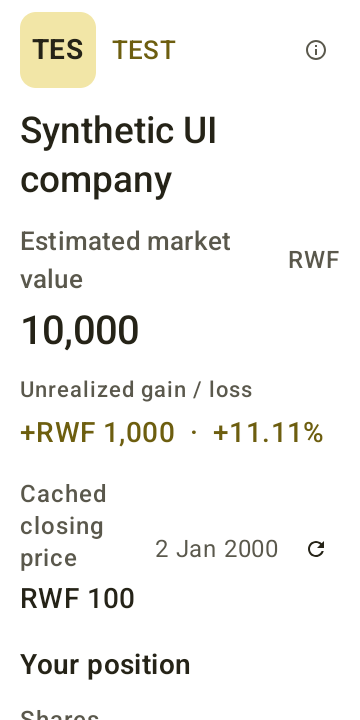 TES TEST
Synthetic UI
company
Estimated market
value
RWF
10,000
Unrealized gain / loss
+RWF 1,000 · +11.11%
Cached
closing
price
2 Jan 2000
RWF 100
Your position
Shares